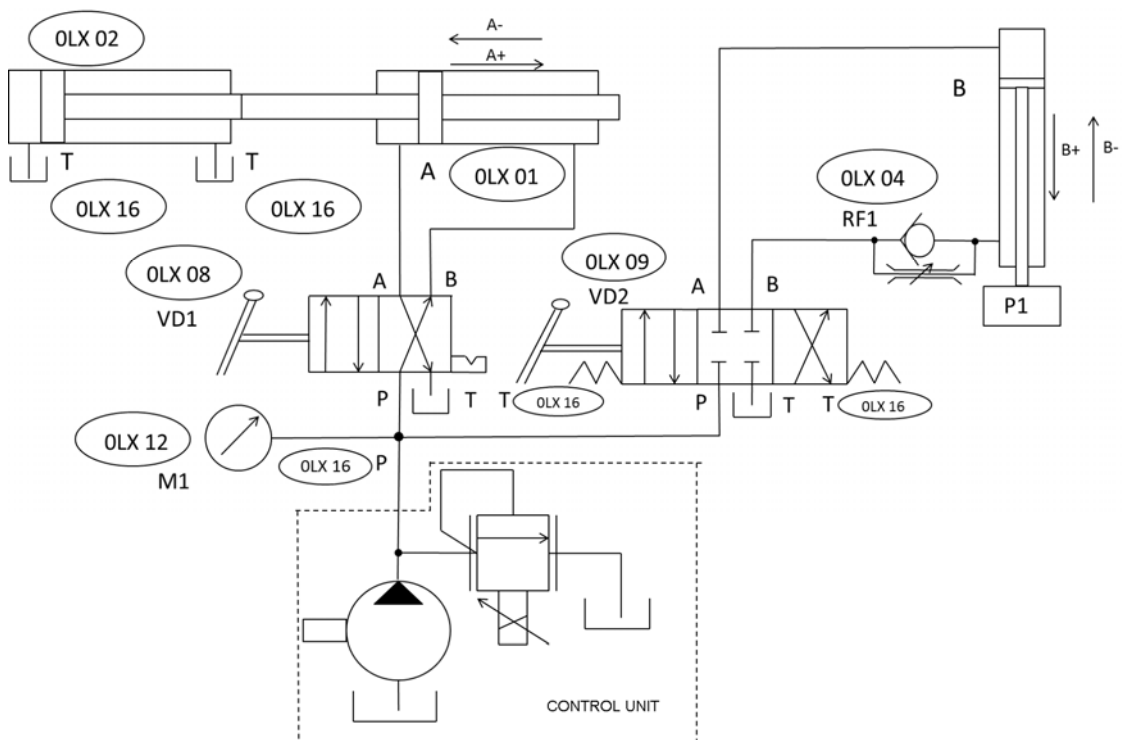 0LX 02
A-
A+
B
B+
B-
T
T
A
0LX 01
0LX 04
RF1
0LX 16
0LX 16
0LX 08
VD1
A
B
0LX 09
VD2
A
B
P1
P
T
T
0LX 16
P
T
T
0LX 16
0LX 12
M1
0LX 16
P
CONTROL UNIT